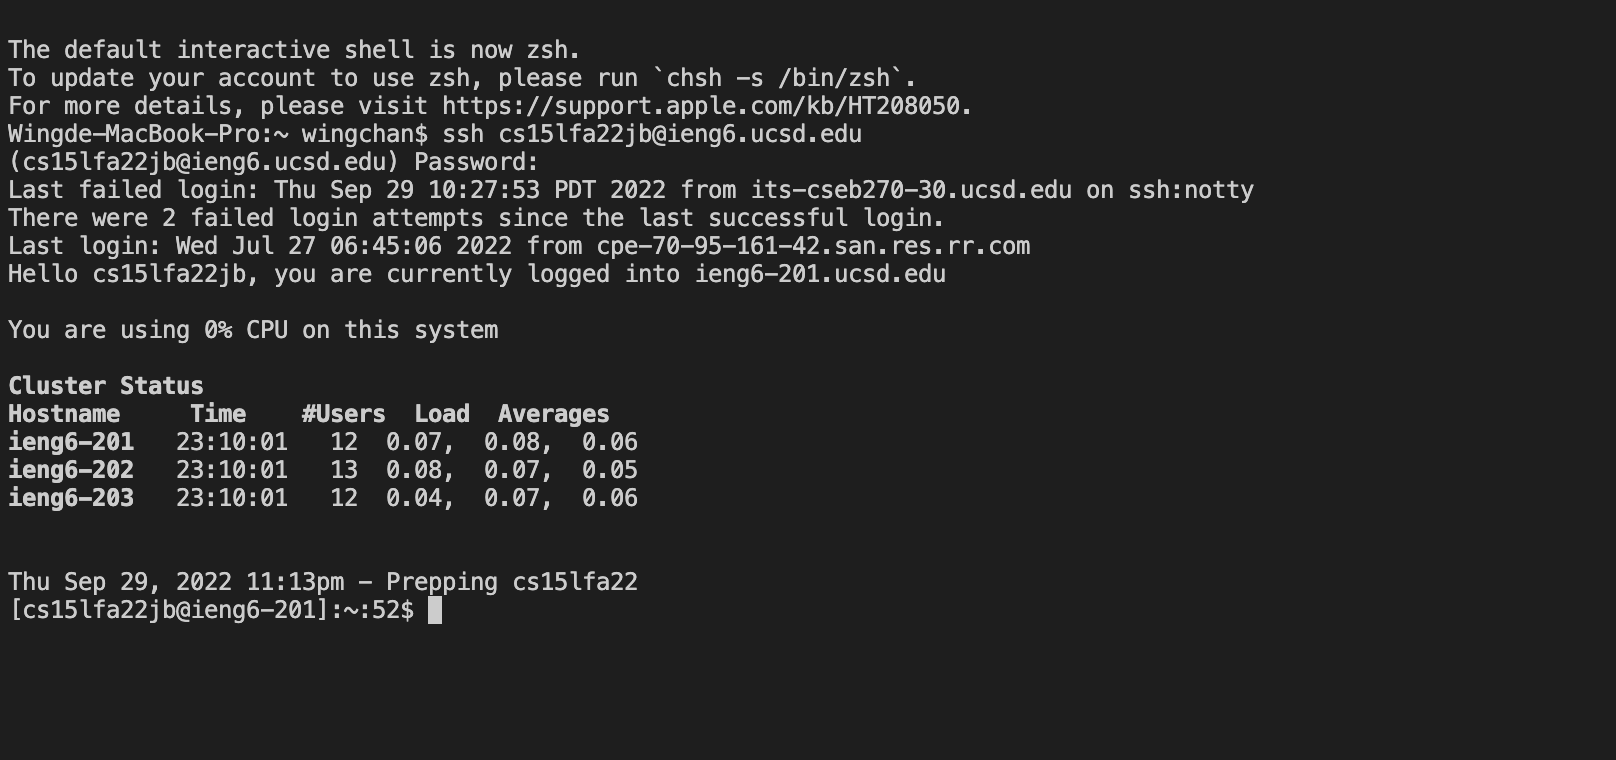 The default interactive shell is now zsh.
To update your account to use zsh, please run `chsh -s /bin/zsh`.
For more details, please visit https://support.apple.com/kb/HT208050.
Wingde-MacBook-Pro:~ wingchan$ ssh cs15lfa22jb@ieng6.ucsd.edu
(cs15lfa22jb@ieng6.ucsd.edu) Password:
Last failed login: Thu Sep 29 10:27:53 PDT 2022 from its-cseb270-30.ucsd.edu on ssh:notty
There were 2 failed login attempts since the last successful login.
Last login: Wed Jul 27 06:45:06 2022 from cpe-70-95-161-42.san.res.rr.com
Hello cs15lfa22jb, you are currently logged into ieng6-201.ucsd.edu
You are using 0% CPU on this system
Cluster Status
Hostname     Time    #Users  Load  Averages
ieng6-201   23:10:01   12  0.07,  0.08,  0.06
ieng6-202   23:10:01   13  0.08,  0.07,  0.05
ieng6-203   23:10:01   12  0.04,  0.07,  0.06
Thu Sep 29, 2022 11:13pm - Prepping cs15lfa22
[cs15lfa22jb@ieng6-201]:~:52$